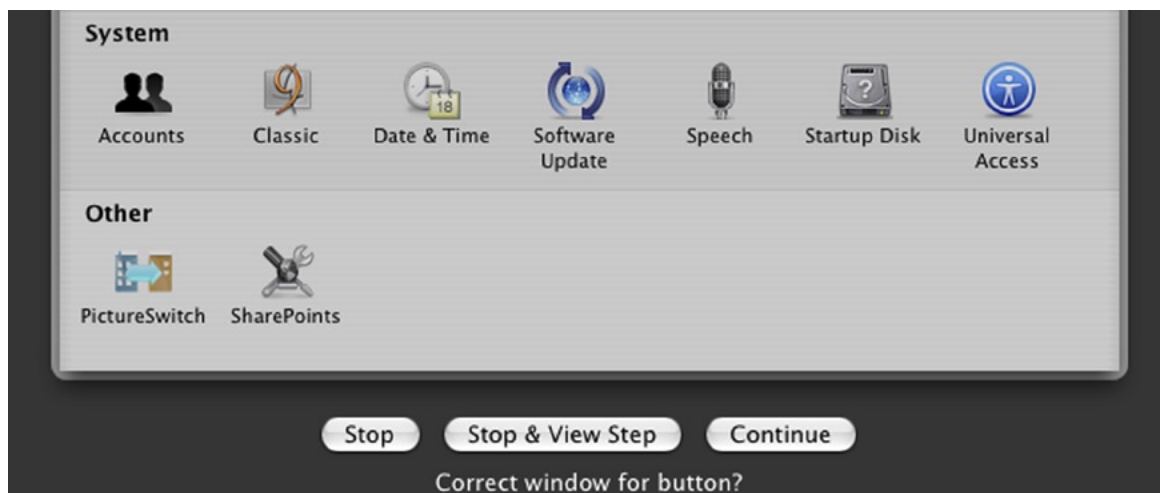 System
Accounts Classic Date & Time Software Update Speech Startup Disk Universal Access
18
?
Other
PictureSwitch SharePoints
Stop Stop & View Step Continue
Correct window for button?